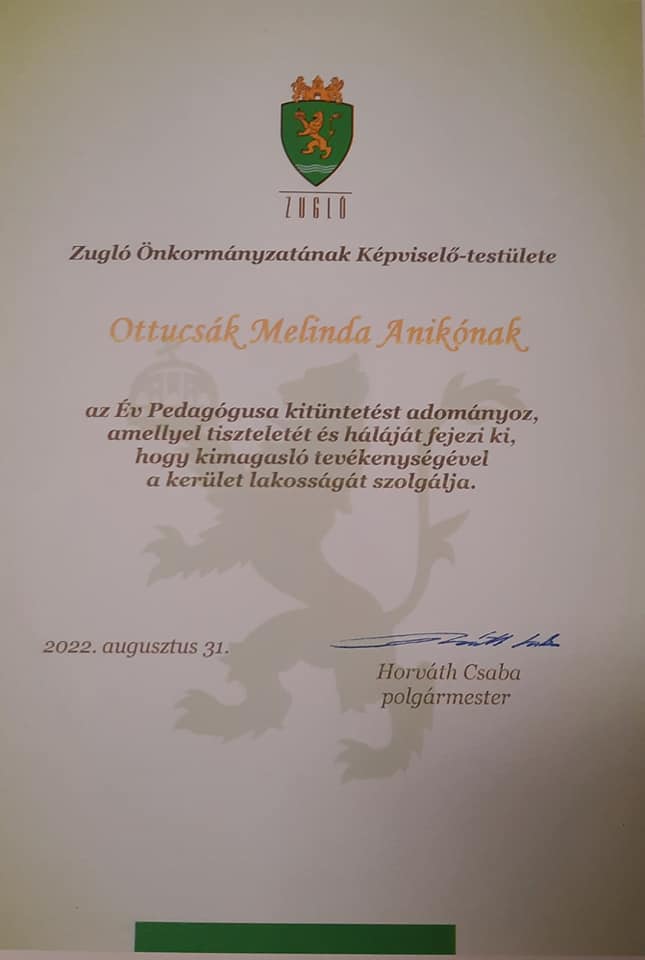 ZUGLÓ
Zugló Önkormányzatának Képviselő-testülete
Ottucsák Melinda Anikónak
az Év Pedagógusa kitüntetést adományoz,
amellyel tiszteletét és háláját fejezi ki,
hogy kimagasló tevékenységével
a kerület lakosságát szolgálja.
2022. augusztus 31.
Horváth Csaba
polgármester